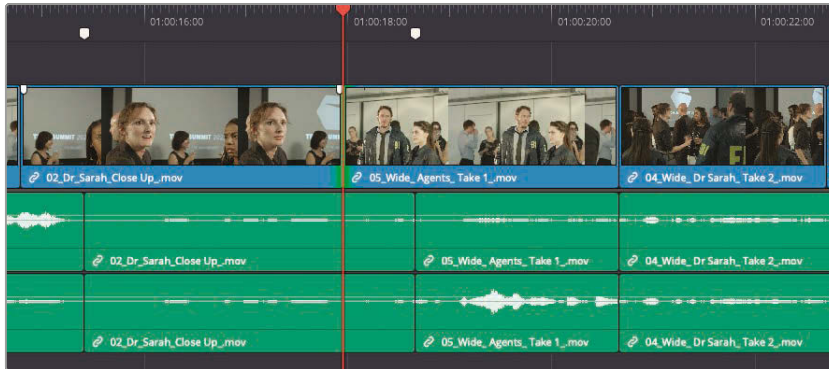 01:00:16:00 01:00:18:00 01:00:20:00 01:00:22:00
02_Dr_Sarah_Close Up_.mov 05_Wide_ Agents_ Take 1_.mov 04_Wide_ Dr Sarah_ Take 2_.mov
02_Dr_Sarah_Close Up_.mov 05_Wide_ Agents_ Take 1_.mov 04_Wide_ Dr Sarah_ Take 2_.mov
02_Dr_Sarah_Close Up_.mov 05_Wide_ Agents_ Take 1_.mov 04_Wide_ Dr Sarah_ Take 2_.mov